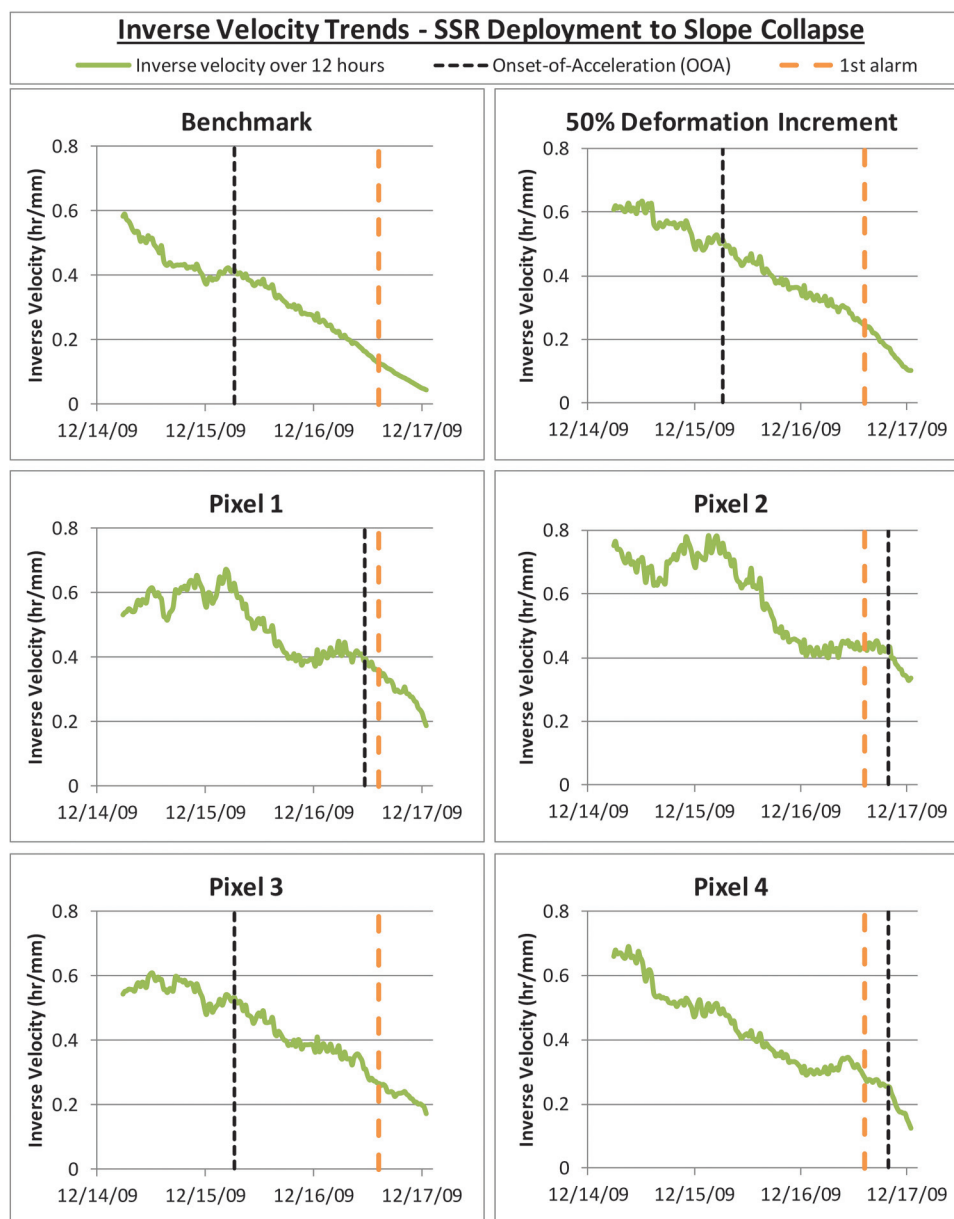 Inverse Velocity Trends - SSR Deployment to Slope Collapse
Inverse velocity over 12 hours Onset-of-Acceleration (OOA) 1st alarm
Benchmark
Inverse Velocity (hr/mm)
0.8
0.6
0.4
0.2
0
12/14/09 12/15/09 12/16/09 12/17/09
50% Deformation Increment
Inverse Velocity (hr/mm)
0.8
0.6
0.4
0.2
0
12/14/09 12/15/09 12/16/09 12/17/09
Pixel 1
Inverse Velocity (hr/mm)
0.8
0.6
0.4
0.2
0
12/14/09 12/15/09 12/16/09 12/17/09
Pixel 2
Inverse Velocity (hr/mm)
0.8
0.6
0.4
0.2
0
12/14/09 12/15/09 12/16/09 12/17/09
Pixel 3
Inverse Velocity (hr/mm)
0.8
0.6
0.4
0.2
0
12/14/09 12/15/09 12/16/09 12/17/09
Pixel 4
Inverse Velocity (hr/mm)
0.8
0.6
0.4
0.2
0
12/14/09 12/15/09 12/16/09 12/17/09